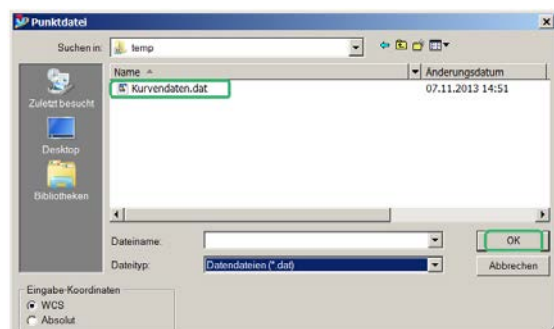 Punktdatei
Suchen in: temp
Name Änderungsdatum
Kurvendaten.dat 07.11.2013 14:51
Zuletzt besucht
Desktop
Bibliotheken
Dateiname: OK
Dateityp: Datendateien (*.dat) Abbrechen
Eingabe-Koordinaten
WCS
Absolut